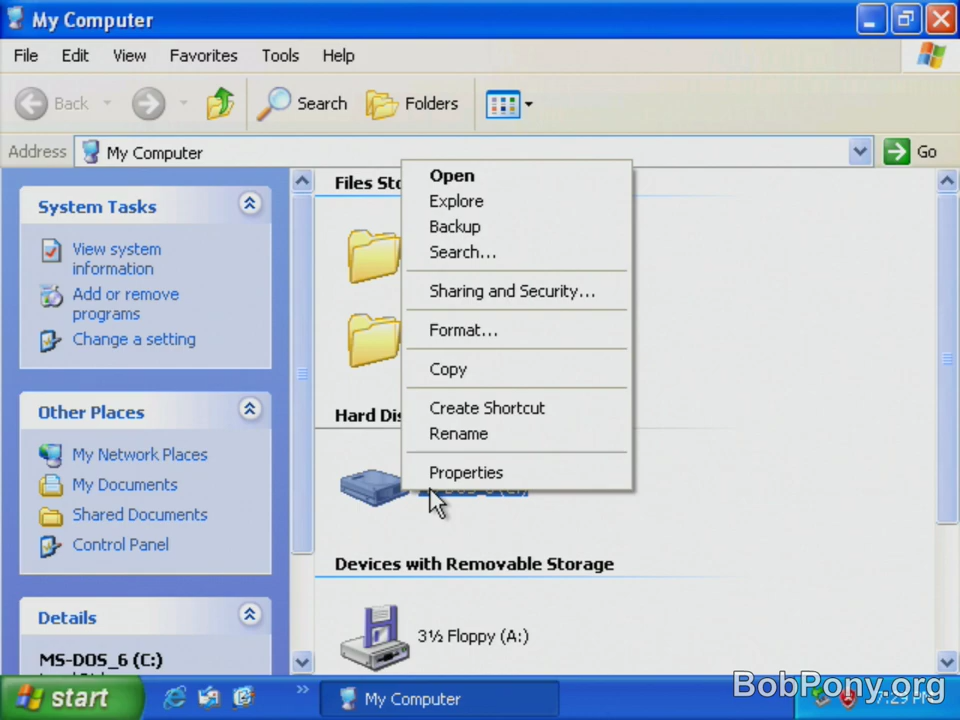 My Computer
File Edit View Favorites Tools Help
Back Search Folders
Address My Computer Go
System Tasks
View system
information
Add or remove
programs
Change a setting
Other Places
My Network Places
My Documents
Shared Documents
Control Panel
Details
MS-DOS_6 (C:)
Files Sto
Hard Dis
Open
Explore
Backup
Search...
Sharing and Security...
Format...
Copy
Create Shortcut
Rename
Properties
Devices with Removable Storage
3½ Floppy (A:)
start
My Computer
7:29 PM
BobPony.org